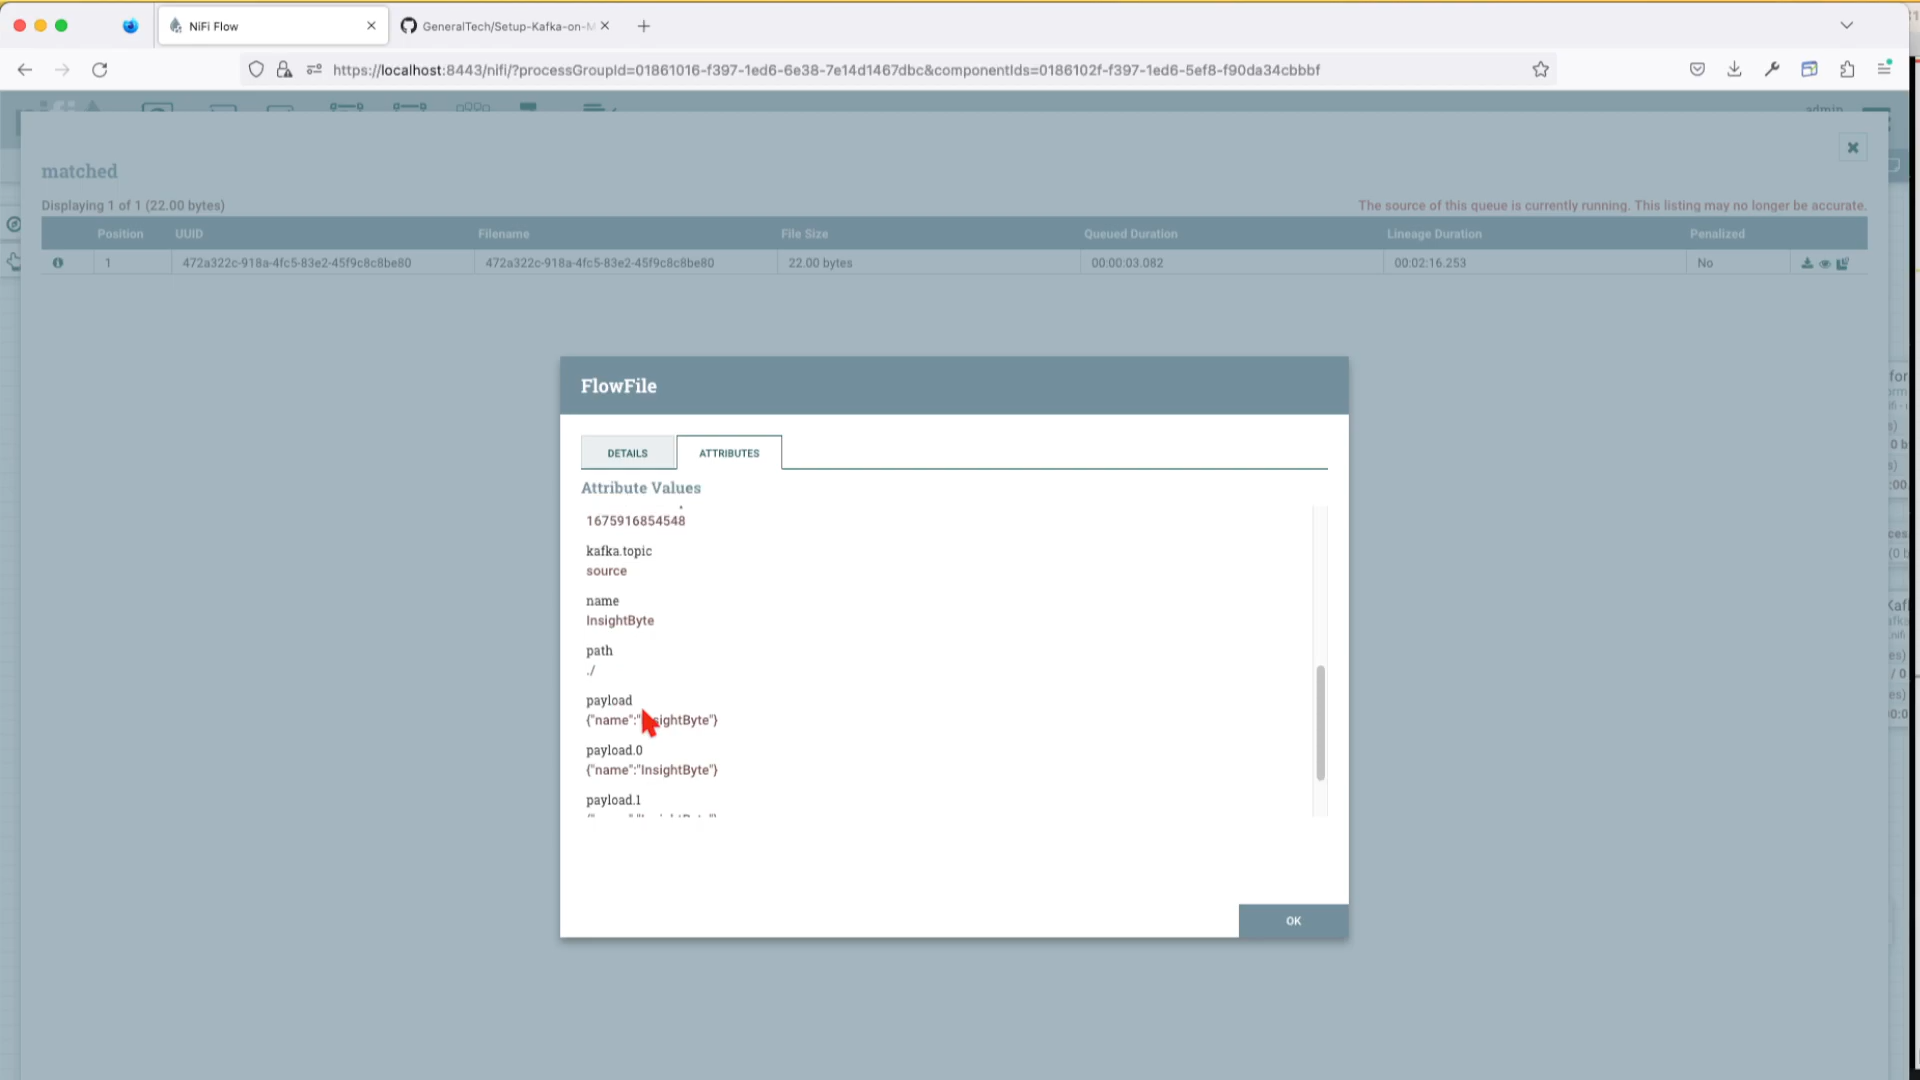 NiFi Flow
GeneralTech/Setup-Kafka-on-M
https://localhost:8443/nifi/?processGroupId=01861016-f397-1ed6-6e38-7e14d1467dbc&componentIds=0186102f-f397-1ed6-5ef8-f90da34cbbbf
admin
matched
Displaying 1 of 1 (22.00 bytes)
The source of this queue is currently running. This listing may no longer be accurate.
Position UUID Filename File Size Queued Duration Lineage Duration Penalized
1 472a322c-918a-4fc5-83e2-45f9c8c8be80 472a322c-918a-4fc5-83e2-45f9c8c8be80 22.00 bytes 00:00:03.082 00:02:16.253 No
FlowFile
DETAILS ATTRIBUTES
Attribute Values
1675916854548
kafka.topic
source
name
InsightByte
path
./
payload
{"name":"InsightByte"}
payload.0
{"name":"InsightByte"}
payload.1
OK